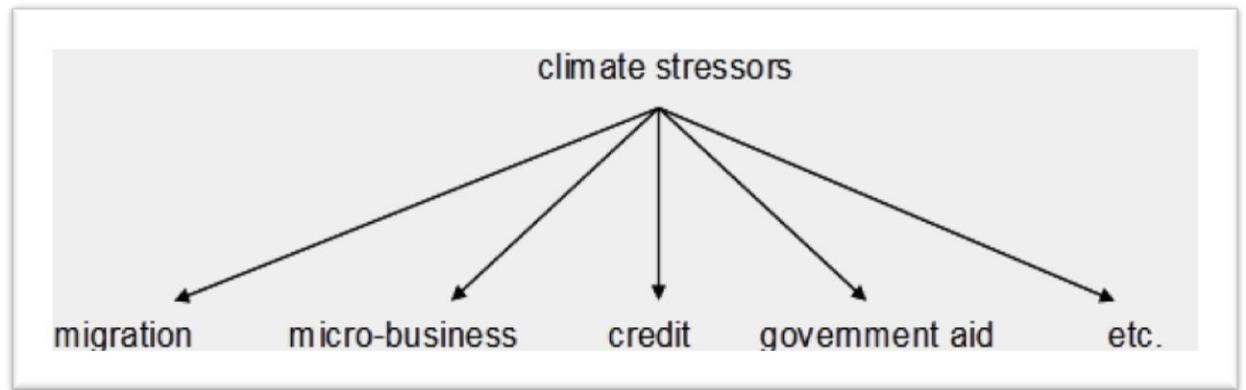 climate stressors
migration micro-business credit government aid etc.